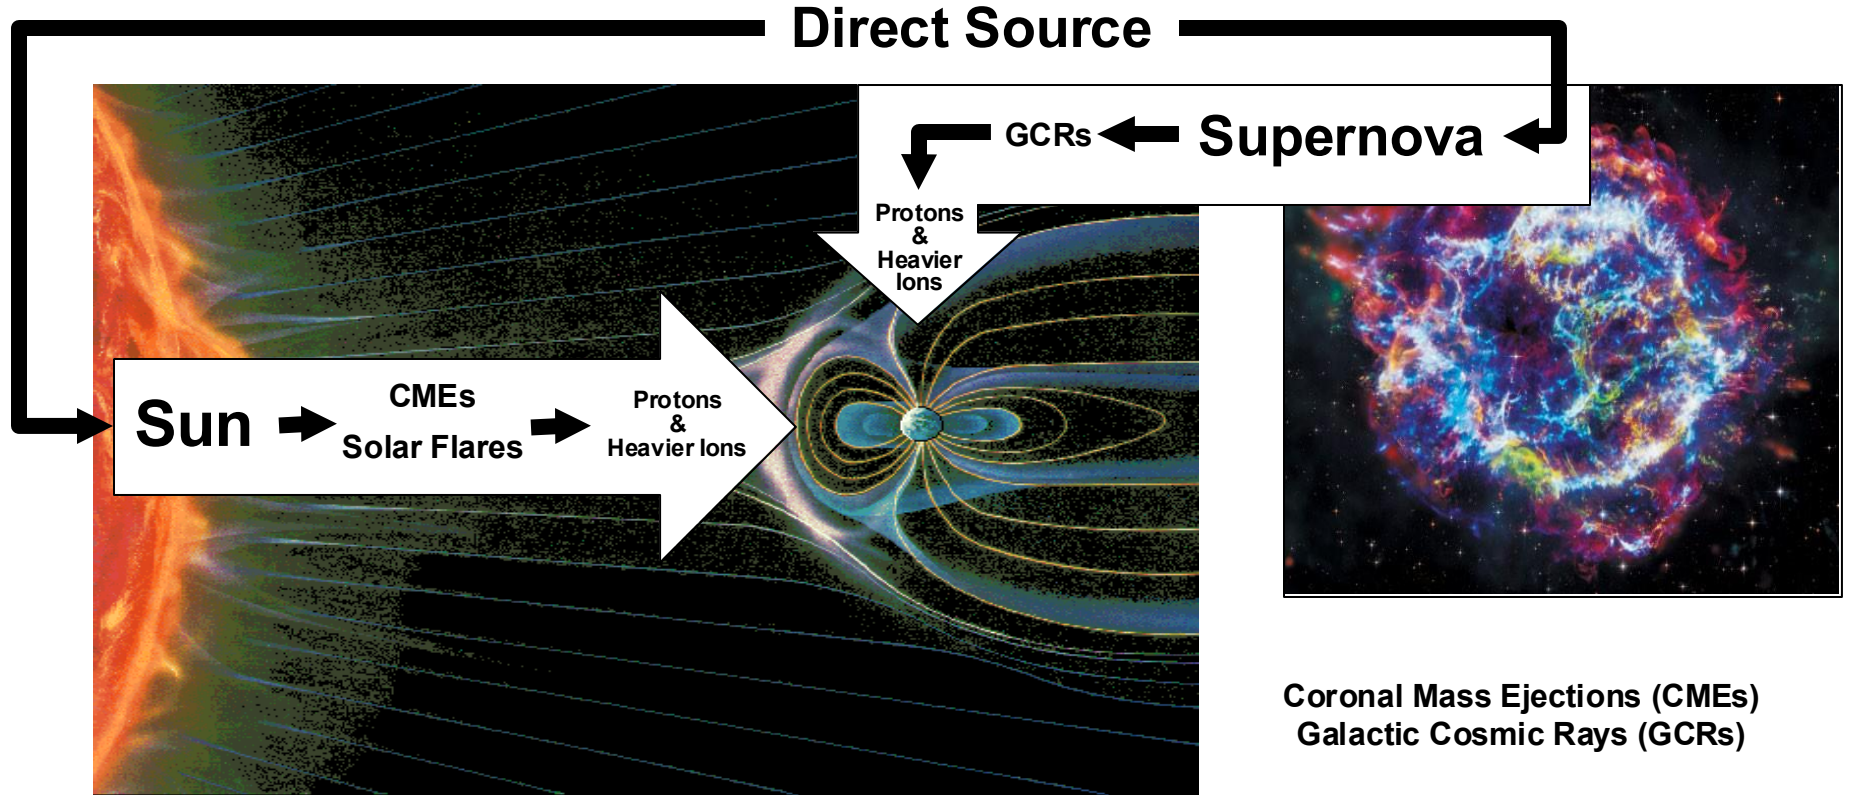 Direct Source
GCRs
Supernova
Protons
&
Heavier
Ions
Sun
CMEs
Solar Flares
Protons
&
Heavier Ions
Coronal Mass Ejections (CMEs)
Galactic Cosmic Rays (GCRs)